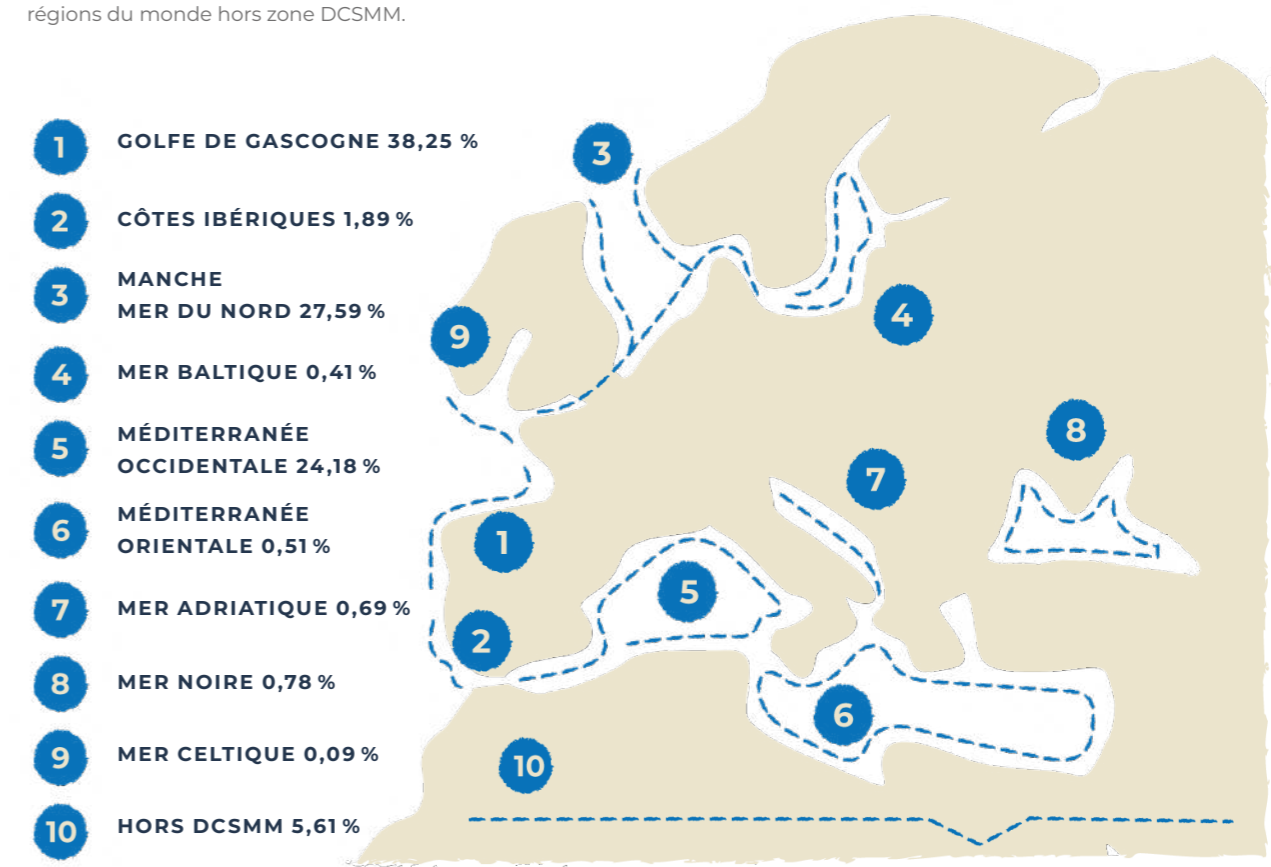 régions du monde hors zone DCSMM.
1 GOLFE DE GASCOGNE 38,25 %
2 CÔTES IBÉRIQUES 1,89 %
3 MANCHE
MER DU NORD 27,59 %
4 MER BALTIQUE 0,41 %
5 MÉDITERRANÉE
OCCIDENTALE 24,18 %
6 MÉDITERRANÉE
ORIENTALE 0,51 %
7 MER ADRIATIQUE 0,69 %
8 MER NOIRE 0,78 %
9 MER CELTIQUE 0,09 %
10 HORS DCSMM 5,61 %
3
9
4
8
7
1
5
2
6
10